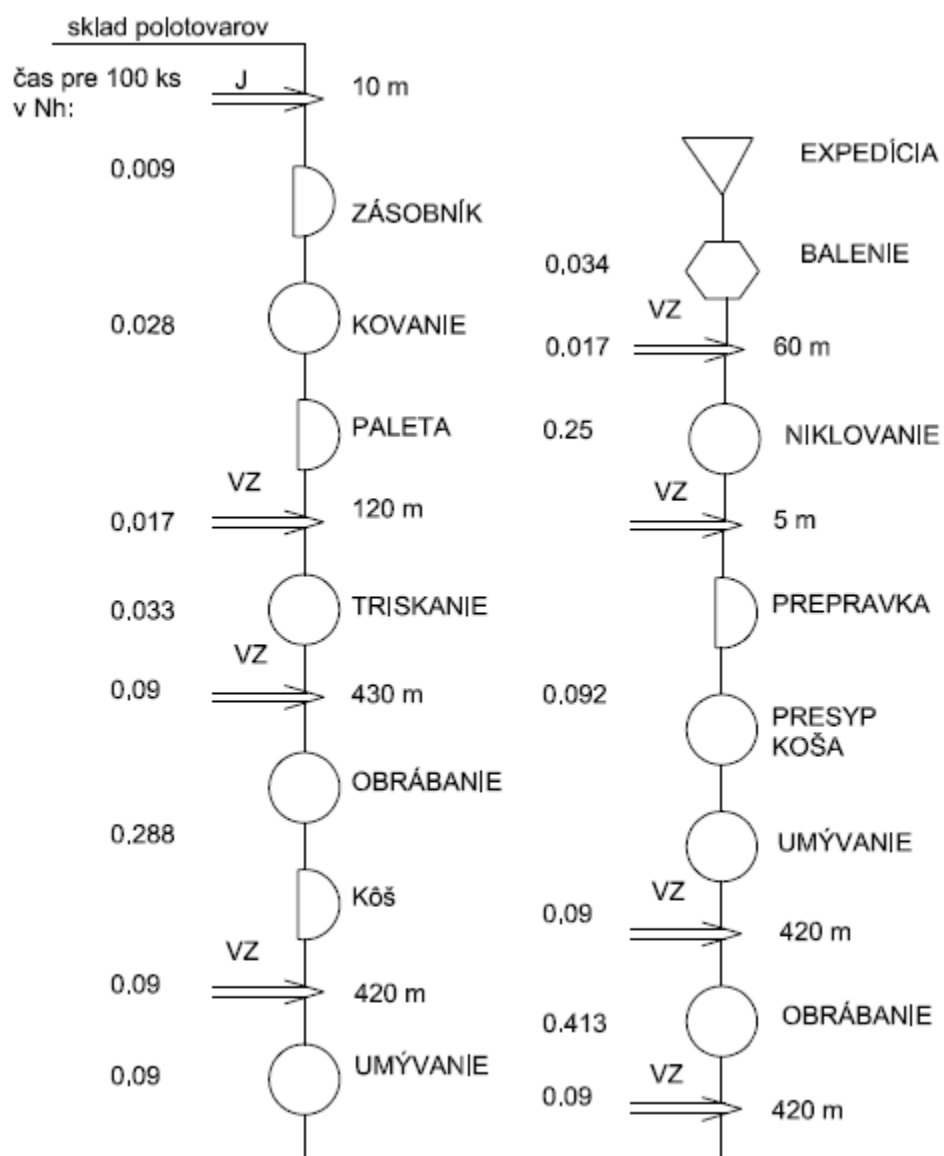 sklad polotovarov
čas pre 100 ks
v Nh:
J
10 m
0.009
ZÁSOBNÍK
0.028
KOVANIE
PALETA
VZ
0,017
120 m
0.033
TRISKANIE
VZ
0.09
430 m
OBRÁBANIE
0.288
Kôš
VZ
0.09
420 m
0.09
UMÝVANIE
EXPEDÍCIA
BALENIE
0,034
VZ
0.017
60 m
0.25
NIKLOVANIE
VZ
5 m
PREPRAVKA
0.092
PRESYP
KOŠA
UMÝVANIE
VZ
0,09
420 m
OBRÁBANIE
0.413
VZ
0.09
420 m